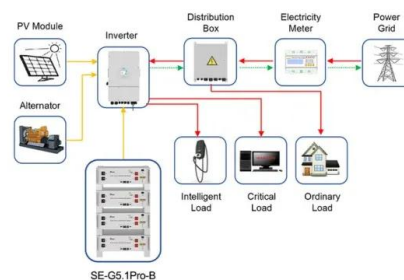 PV Module
Inverter
Distribution
Box
Electricity
Meter
Power
Grid
Alternator
Intelligent
Load
Critical
Load
Ordinary
Load
SE-G5.1Pro-B